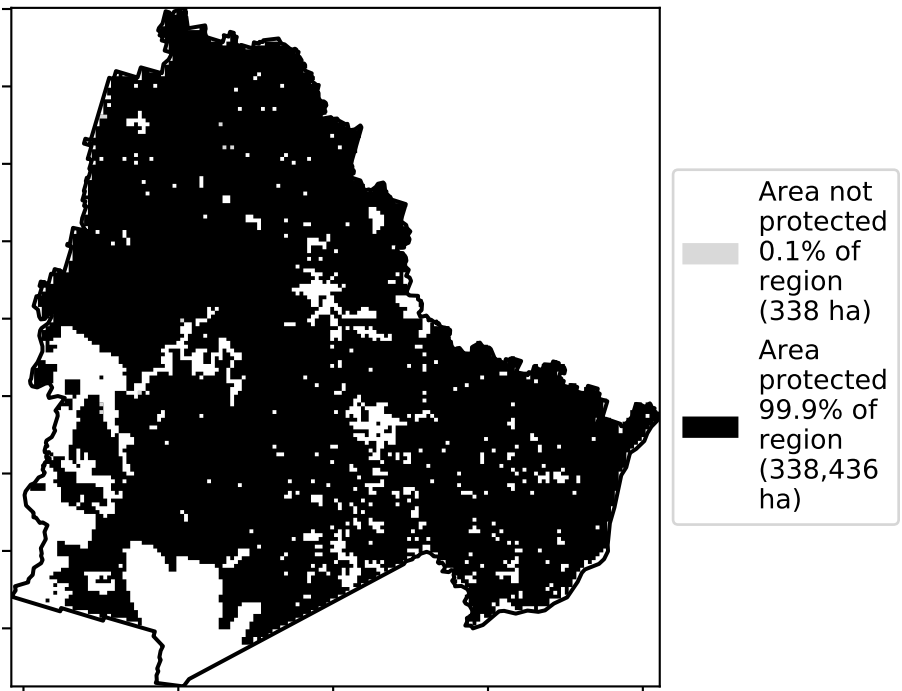 Area not
protected
0.1% of
region
(338 ha)
Area
protected
99.9% of
region
(338,436
ha)